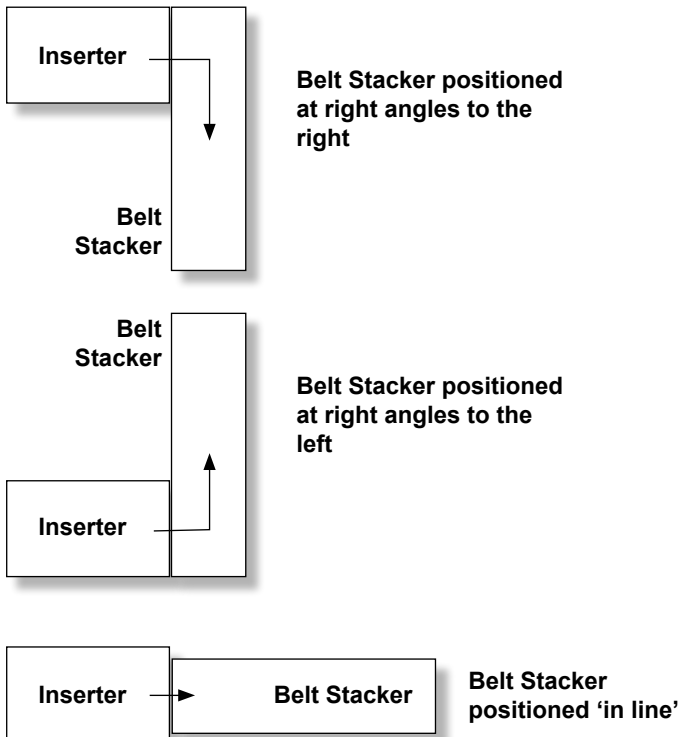 Inserter
Belt Stacker positioned
at right angles to the
right
Belt
Stacker
Belt
Stacker
Belt Stacker positioned
at right angles to the
left
Inserter
Inserter
Belt Stacker
Belt Stacker
positioned ‘in line’